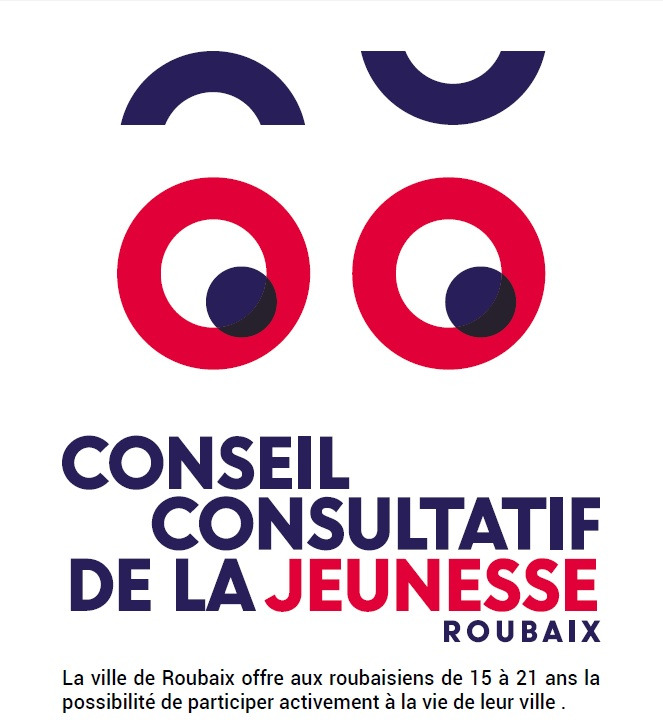 CONSEIL
CONSULTATIF
DE LA JEUNESSE
ROUBAIX
La ville de Roubaix offre aux roubaisiens de 15 à 21 ans la
possibilité de participer activement à la vie de leur ville .